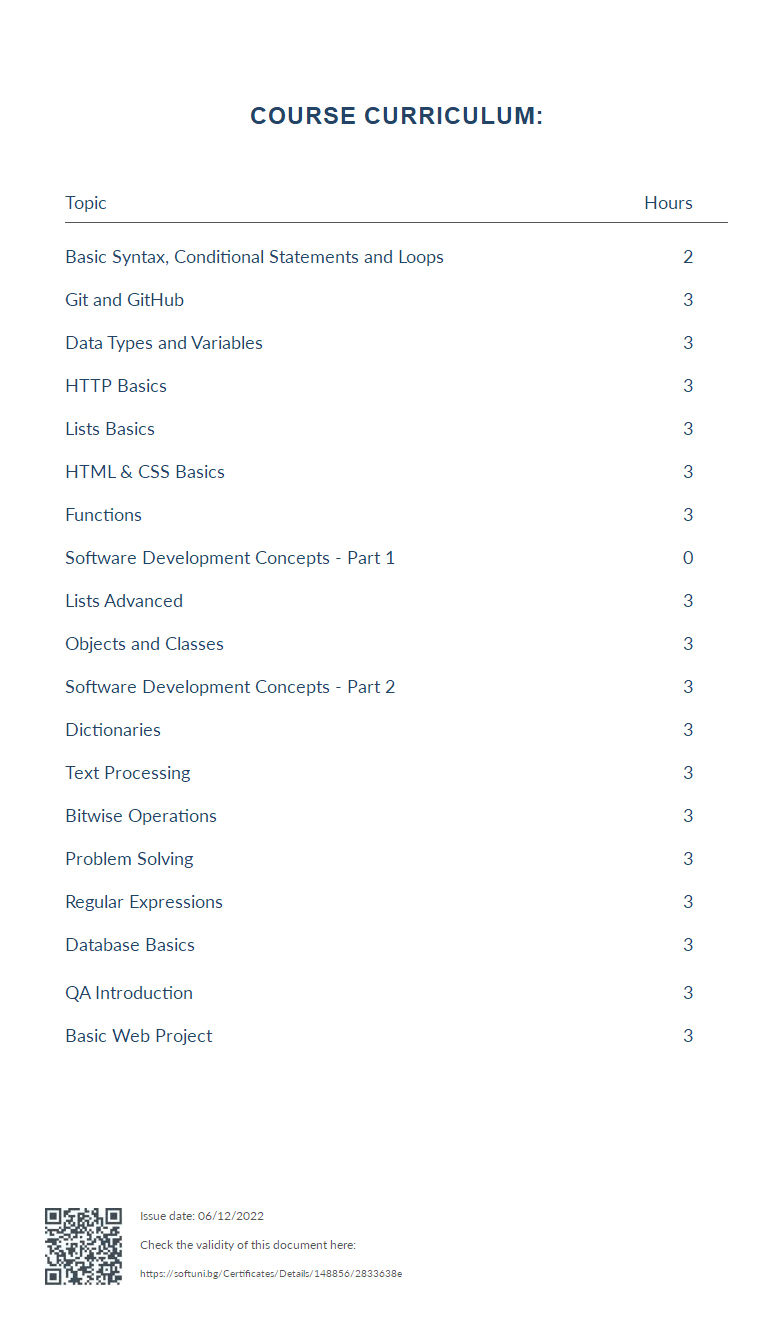 COURSE CURRICULUM:
Topic Hours
Basic Syntax, Conditional Statements and Loops 2
Git and GitHub 3
Data Types and Variables 3
HTTP Basics 3
Lists Basics 3
HTML & CSS Basics 3
Functions 3
Software Development Concepts - Part 1 0
Lists Advanced 3
Objects and Classes 3
Software Development Concepts - Part 2 3
Dictionaries 3
Text Processing 3
Bitwise Operations 3
Problem Solving 3
Regular Expressions 3
Database Basics 3
QA Introduction 3
Basic Web Project 3
Issue date: 06/12/2022
Check the validity of this document here:
https://softuni.bg/Certificates/Details/148856/2833638e